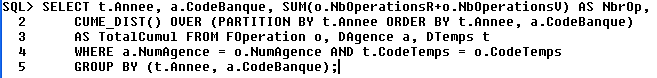 SQL> SELECT t.Annee, a.CodeBanque, SUM(o.NbOperationsR+o.NbOperationsV) AS NbrOp,
2 CUME_DIST() OVER (PARTITION BY t.Annee ORDER BY t.Annee, a.CodeBanque)
3 AS TotalCumul FROM FOperation o, DAgence a, DTemps t
4 WHERE a.NumAgence = o.NumAgence AND t.CodeTemps = o.CodeTemps
5 GROUP BY (t.Annee, a.CodeBanque);